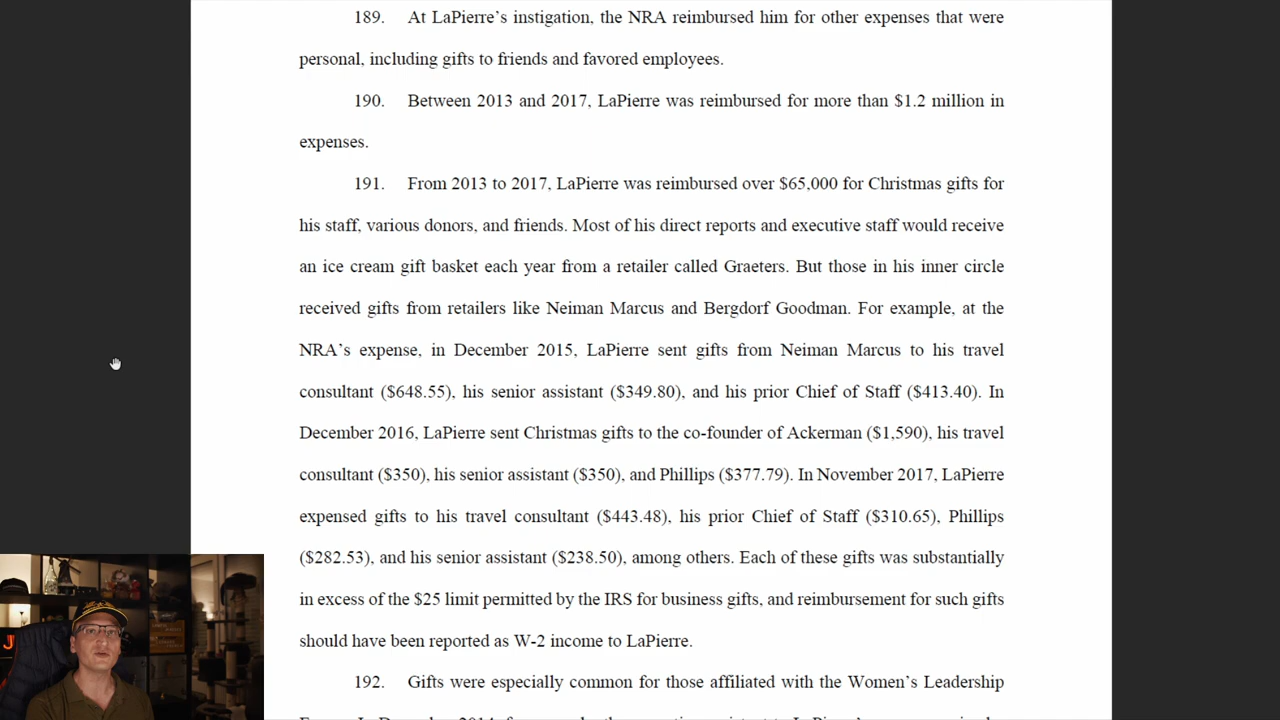 189. At LaPierre’s instigation, the NRA reimbursed him for other expenses that were
personal, including gifts to friends and favored employees.
190. Between 2013 and 2017, LaPierre was reimbursed for more than $1.2 million in
expenses.
191. From 2013 to 2017, LaPierre was reimbursed over $65,000 for Christmas gifts for
his staff, various donors, and friends. Most of his direct reports and executive staff would receive
an ice cream gift basket each year from a retailer called Graeters. But those in his inner circle
received gifts from retailers like Neiman Marcus and Bergdorf Goodman. For example, at the
NRA’s expense, in December 2015, LaPierre sent gifts from Neiman Marcus to his travel
consultant ($648.55), his senior assistant ($349.80), and his prior Chief of Staff ($413.40). In
December 2016, LaPierre sent Christmas gifts to the co-founder of Ackerman ($1,590), his travel
consultant ($350), his senior assistant ($350), and Phillips ($377.79). In November 2017, LaPierre
expensed gifts to his travel consultant ($443.48), his prior Chief of Staff ($310.65), Phillips
($282.53), and his senior assistant ($238.50), among others. Each of these gifts was substantially
in excess of the $25 limit permitted by the IRS for business gifts, and reimbursement for such gifts
should have been reported as W-2 income to LaPierre.
192. Gifts were especially common for those affiliated with the Women’s Leadership